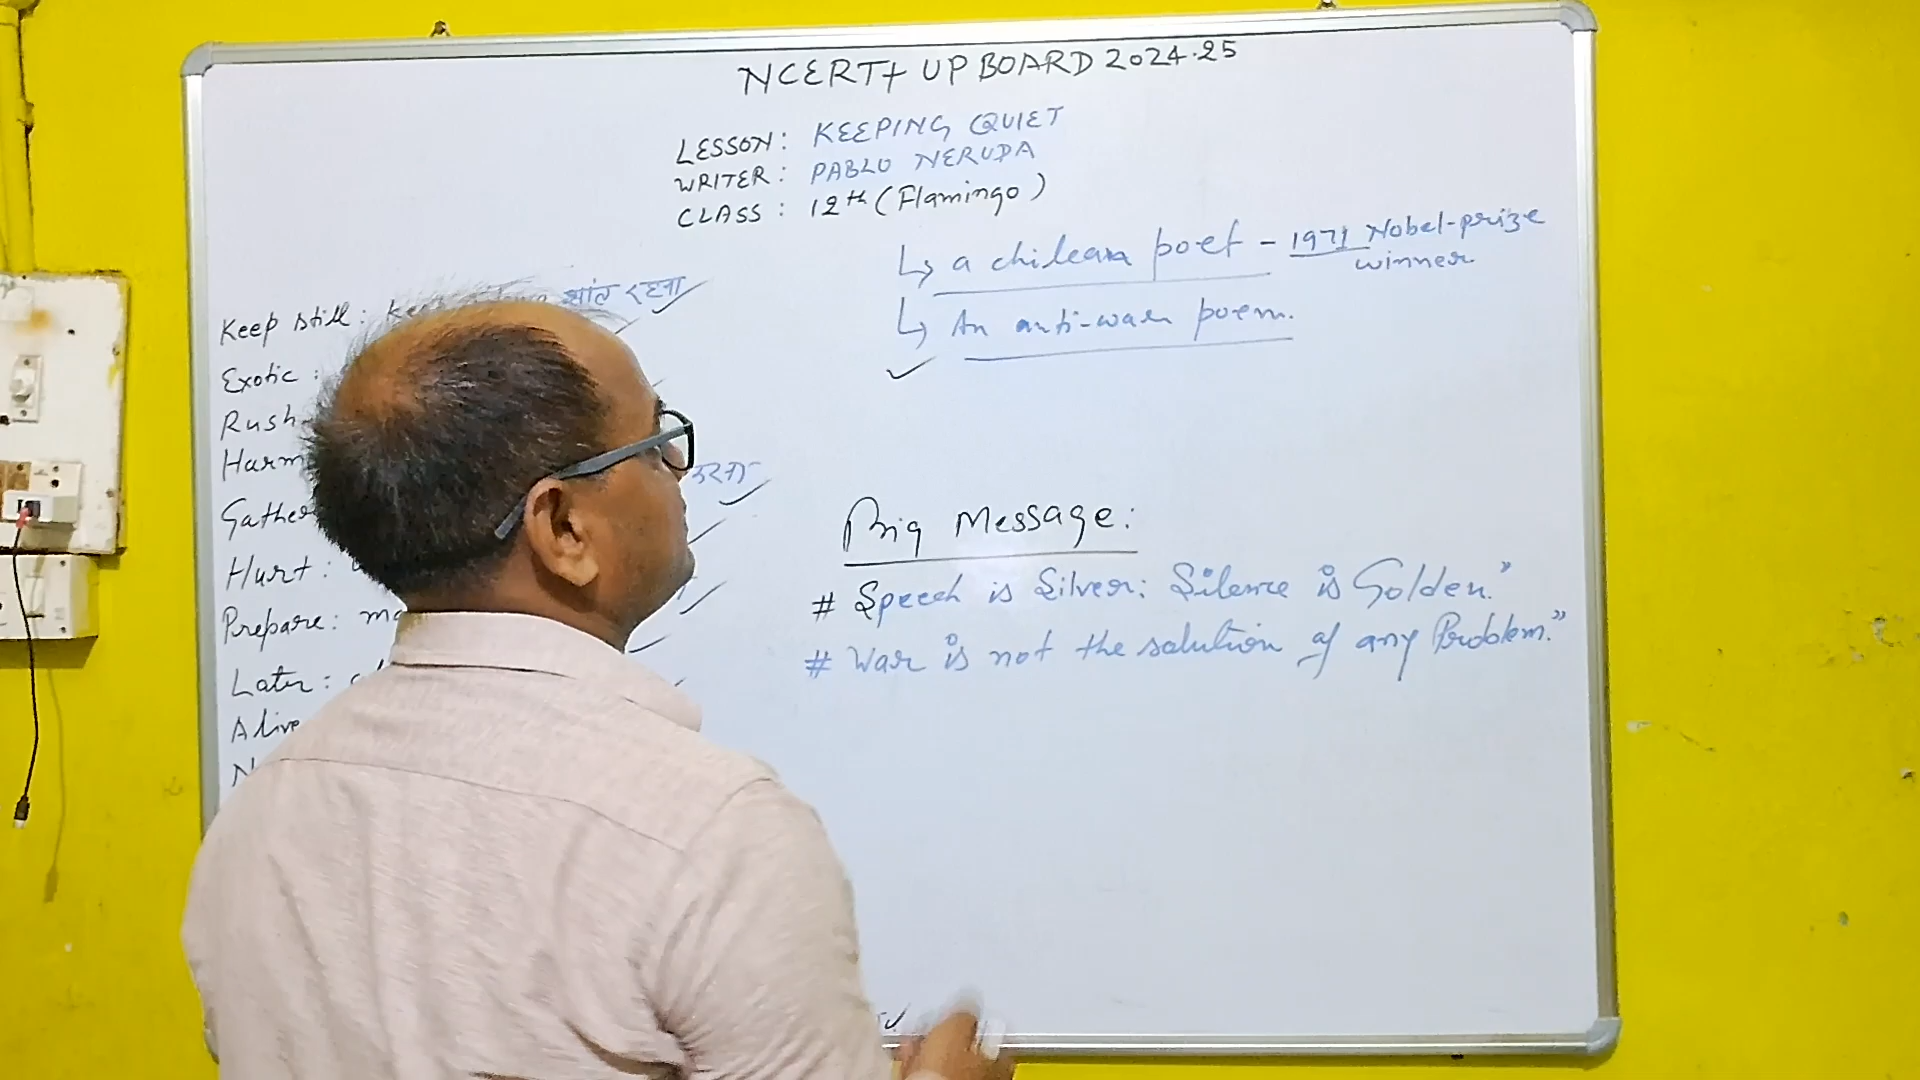 NCERT+ UP BOARD 2024-25
LESSON: KEEPING QUIET
WRITER: PABLO NERUDA
CLASS: 12th (Flamingo)
↳ a chilean poet - 1971 Nobel-prize winner
↳ An anti-war poem.
Keep still: शांत रहना
Exotic:
Rush
Harm
करना
Gather
Hurt:
Prepare:
Later:
Alive
Big Message:
# Speech is Silver: Silence is Golden."
# War is not the solution of any Problem."